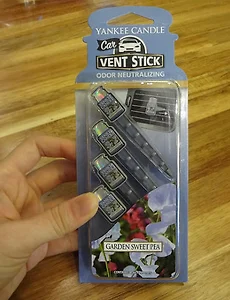 YANKEE CANDLE
Car
VENT STICK
ODOR NEUTRALIZING
GARDEN SWEET PEA